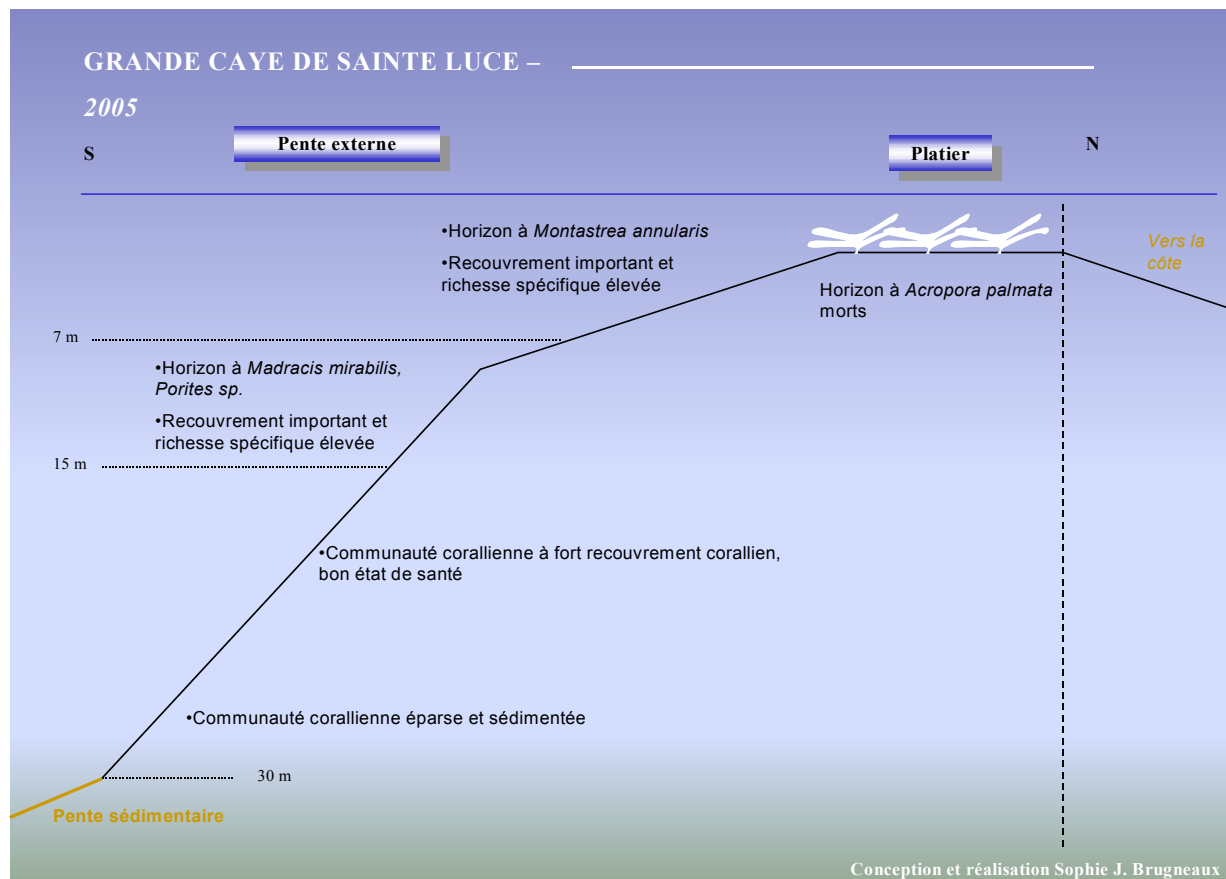 GRANDE CAYE DE SAINTE LUCE –
2005
S
Pente externe
Platier
N
•Horizon à Montastrea annularis
•Recouvrement important et
richesse spécifique élevée
Vers la
côte
Horizon à Acropora palmata
morts
7 m
•Horizon à Madracis mirabilis,
Porites sp.
•Recouvrement important et
richesse spécifique élevée
15 m
•Communauté corallienne à fort recouvrement corallien,
bon état de santé
•Communauté corallienne éparse et sédimentée
30 m
Pente sédimentaire
Conception et réalisation Sophie J. Brugneaux